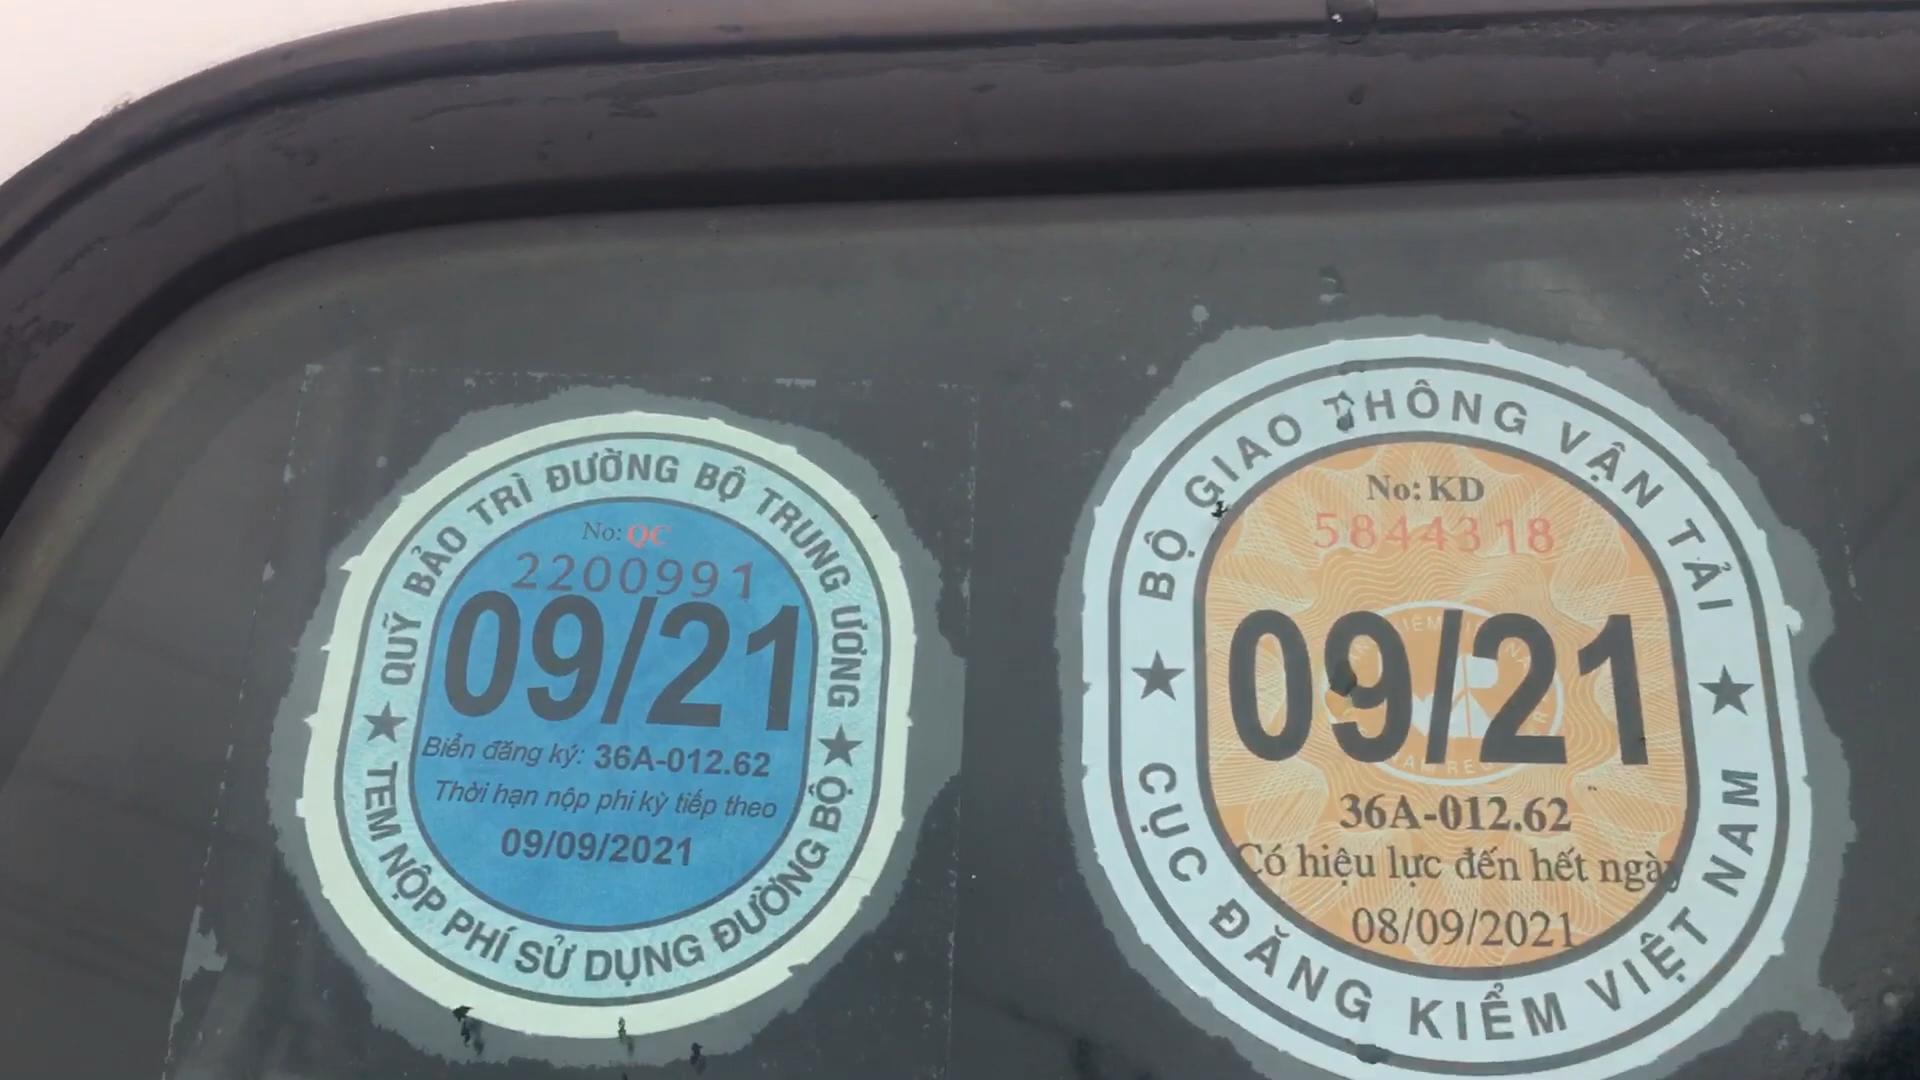 QUỸ BẢO TRÌ ĐƯỜNG BỘ TRUNG ƯƠNG
No: QC
2200991
09/21
Biển đăng ký: 36A-012.62
Thời hạn nộp phi kỳ tiếp theo
09/09/2021
★ TEM NỘP PHÍ SỬ DỤNG ĐƯỜNG BỘ ★
BỘ GIAO THÔNG VẬN TẢI
No: KD
5844318
09/21
36A-012.62
Có hiệu lực đến hết ngày
08/09/2021
★ CỤC ĐĂNG KIỂM VIỆT NAM ★